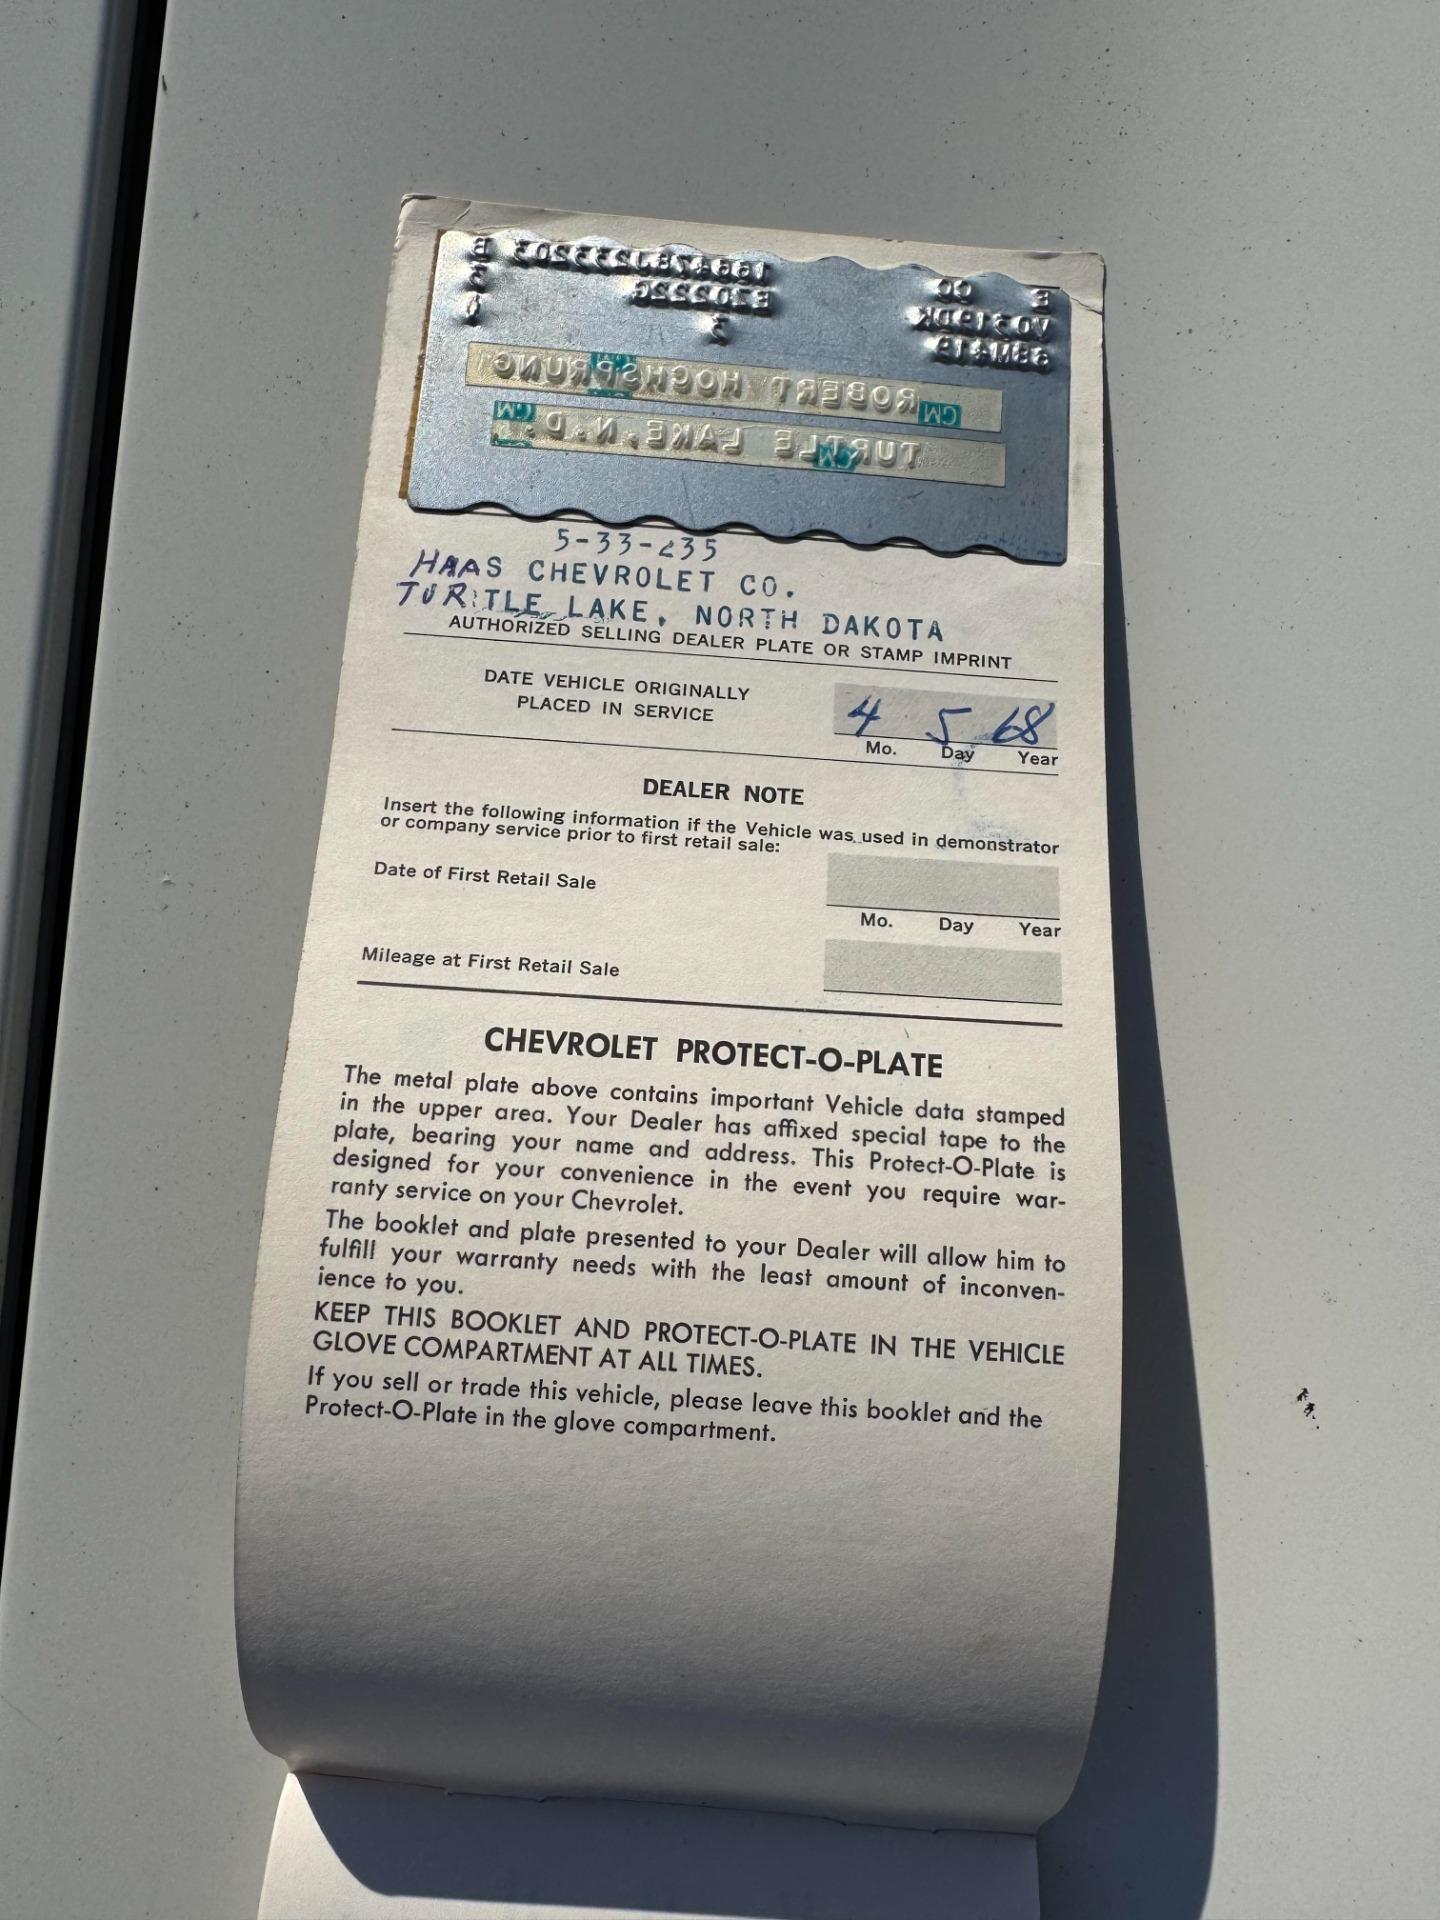 E CC 166478J255203 B
V0319DK EZ0222G 3
6BM419 3 0
ROBERT HOCHSPRUNG
TURTLE LAKE, N.D.
5-33-235
HAAS CHEVROLET CO.
TURTLE LAKE, NORTH DAKOTA
AUTHORIZED SELLING DEALER PLATE OR STAMP IMPRINT
DATE VEHICLE ORIGINALLY
PLACED IN SERVICE
4 5 68
Mo. Day Year
DEALER NOTE
Insert the following information if the Vehicle was used in demonstrator
or company service prior to first retail sale:
Date of First Retail Sale
Mo. Day Year
Mileage at First Retail Sale
CHEVROLET PROTECT-O-PLATE
The metal plate above contains important Vehicle data stamped
in the upper area. Your Dealer has affixed special tape to the
plate, bearing your name and address. This Protect-O-Plate is
designed for your convenience in the event you require war-
ranty service on your Chevrolet.
The booklet and plate presented to your Dealer will allow him to
fulfill your warranty needs with the least amount of inconven-
ience to you.
KEEP THIS BOOKLET AND PROTECT-O-PLATE IN THE VEHICLE
GLOVE COMPARTMENT AT ALL TIMES.
If you sell or trade this vehicle, please leave this booklet and the
Protect-O-Plate in the glove compartment.